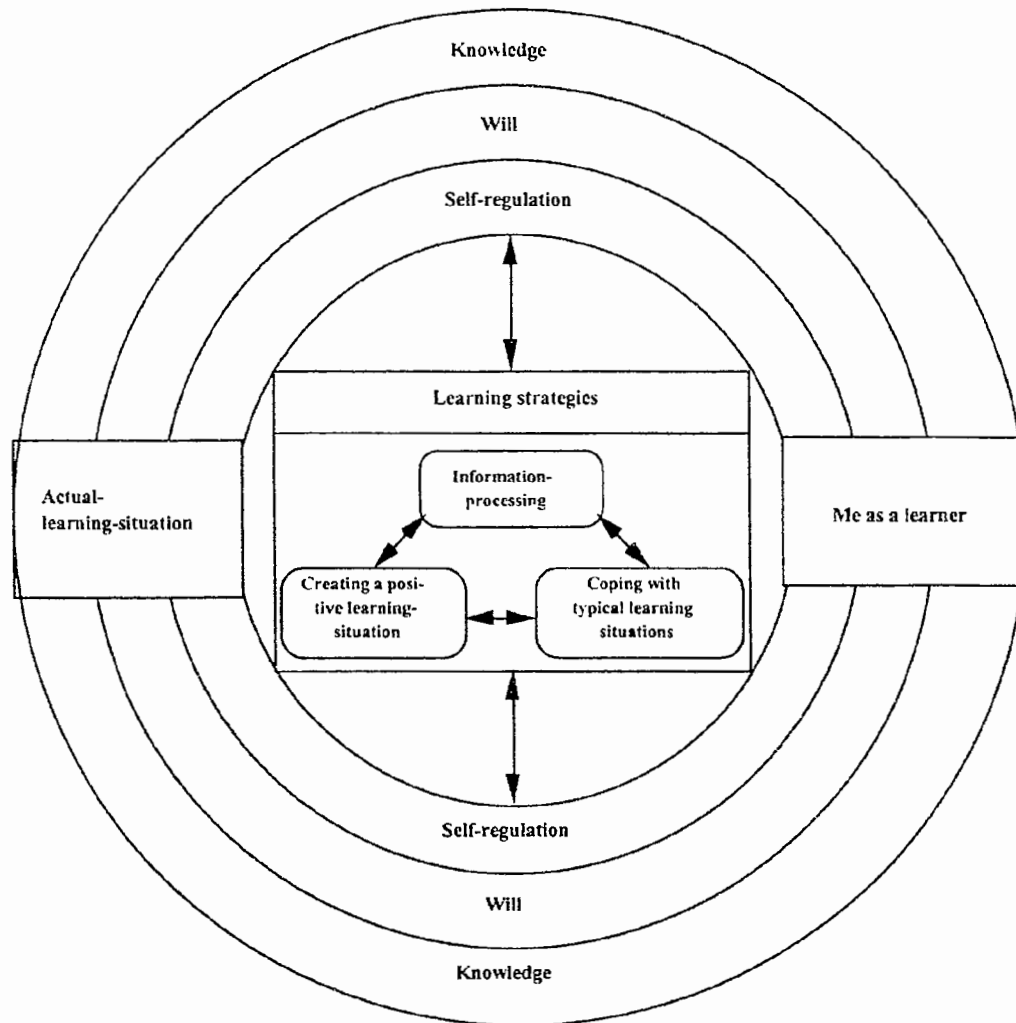 Knowledge
Will
Self-regulation
Learning strategies
Information-
processing
Actual-
learning-situation
Me as a learner
Creating a posi-
tive learning-
situation
Coping with
typical learning
situations
Self-regulation
Will
Knowledge